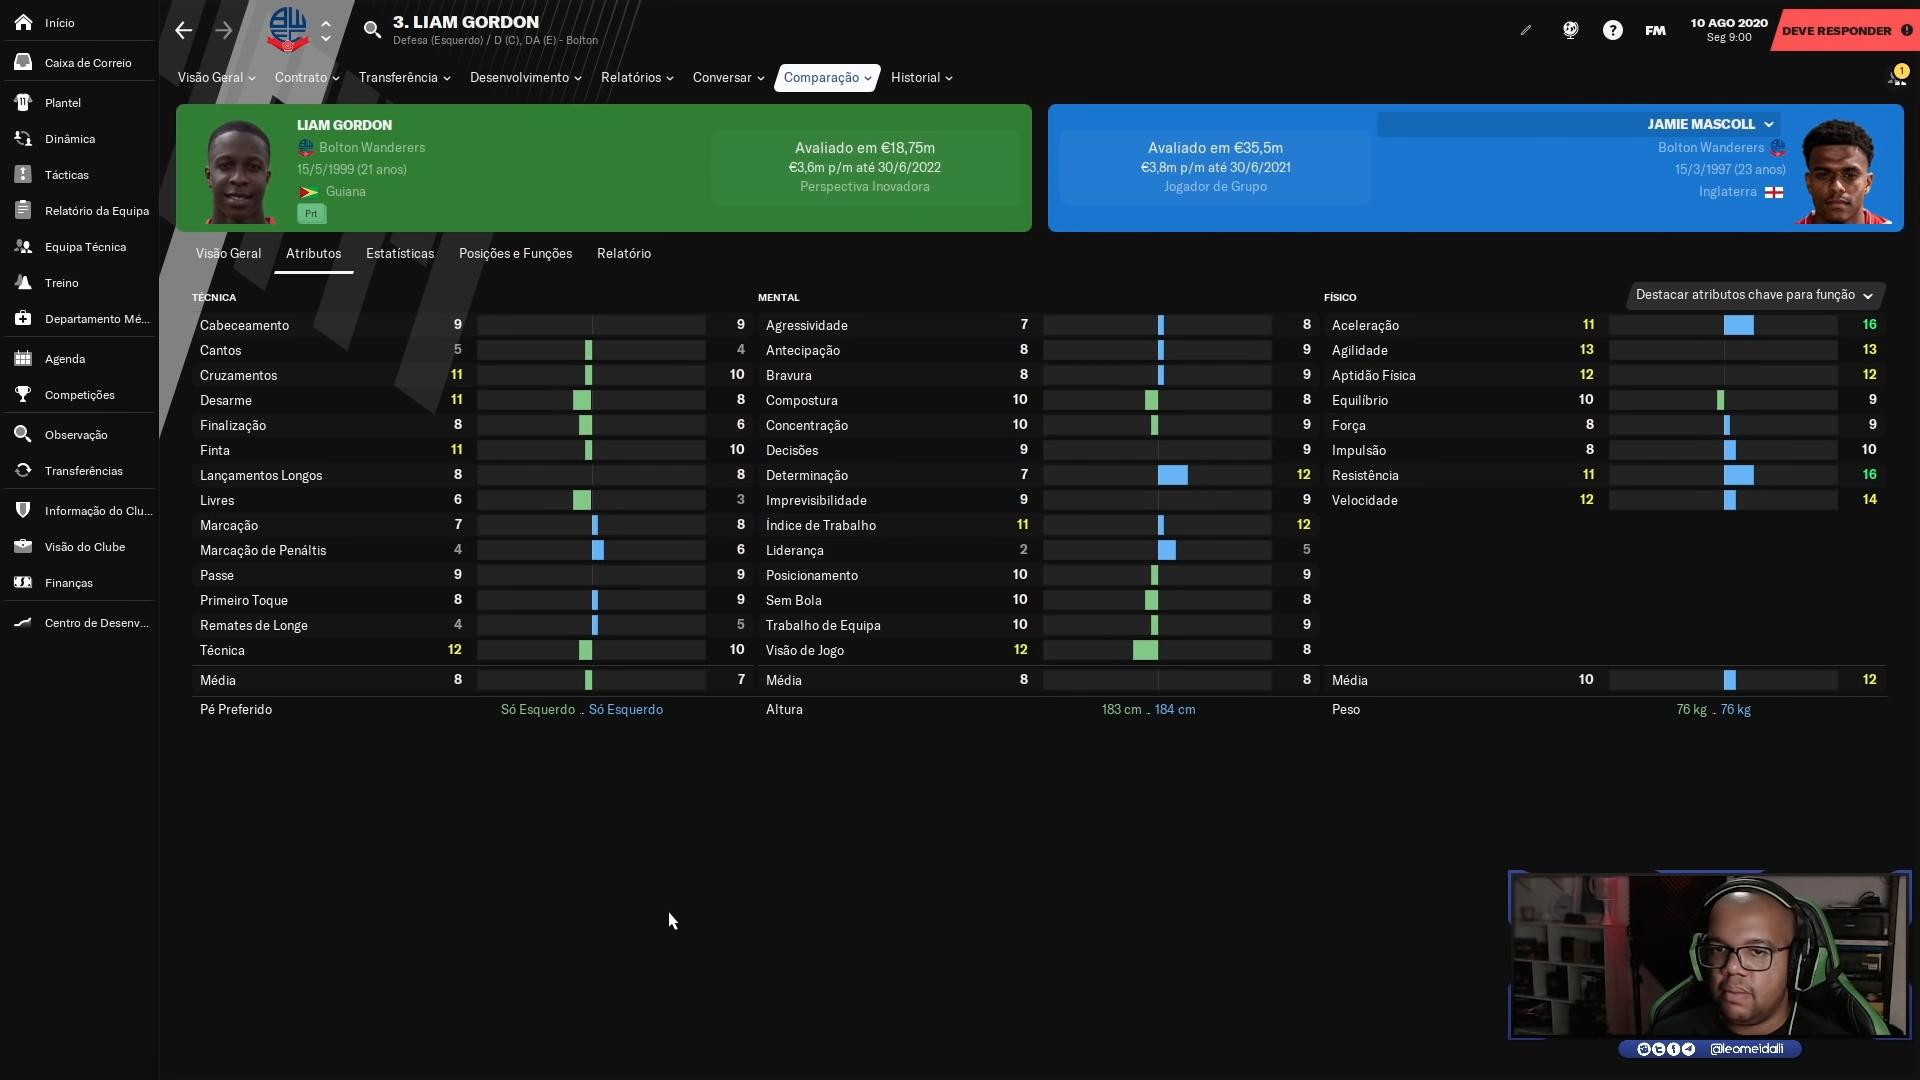 Início
Caixa de Correio
Plantel
Dinâmica
Tácticas
Relatório da Equipa
Equipa Técnica
Treino
Departamento Mé...
Agenda
Competições
Observação
Transferências
Informação do Clu...
Visão do Clube
Finanças
Centro de Desenv...
3. LIAM GORDON
Defesa (Esquerdo) / D (C), DA (E) - Bolton
FM
10 AGO 2020
Seg 9:00
DEVE RESPONDER
Visão Geral Contrato Transferência Desenvolvimento Relatórios Conversar Comparação Historial
1
LIAM GORDON
Bolton Wanderers
15/5/1999 (21 anos)
Guiana
Prt
Avaliado em €18,75m
€3,6m p/m até 30/6/2022
Perspectiva Inovadora
Avaliado em €35,5m
€3,8m p/m até 30/6/2021
Jogador de Grupo
JAMIE MASCOLL
Bolton Wanderers
15/3/1997 (23 anos)
Inglaterra
Visão Geral Atributos Estatísticas Posições e Funções Relatório
Destacar atributos chave para função
TÉCNICA
Cabeceamento 9 9
Cantos 5 4
Cruzamentos 11 10
Desarme 11 8
Finalização 8 6
Finta 11 10
Lançamentos Longos 8 8
Livres 6 3
Marcação 7 8
Marcação de Penáltis 4 6
Passe 9 9
Primeiro Toque 8 9
Remates de Longe 4 5
Técnica 12 10
Média 8 7
Pé Preferido Só Esquerdo .. Só Esquerdo
MENTAL
Agressividade 7 8
Antecipação 8 9
Bravura 8 9
Compostura 10 8
Concentração 10 9
Decisões 9 9
Determinação 7 12
Imprevisibilidade 9 9
Índice de Trabalho 11 12
Liderança 2 5
Posicionamento 10 9
Sem Bola 10 8
Trabalho de Equipa 10 9
Visão de Jogo 12 8
Média 8 8
Altura 183 cm .. 184 cm
FÍSICO
Aceleração 11 16
Agilidade 13 13
Aptidão Física 12 12
Equilíbrio 10 9
Força 8 9
Impulsão 8 10
Resistência 11 16
Velocidade 12 14
Média 10 12
Peso 76 kg .. 76 kg
@leomeidalli